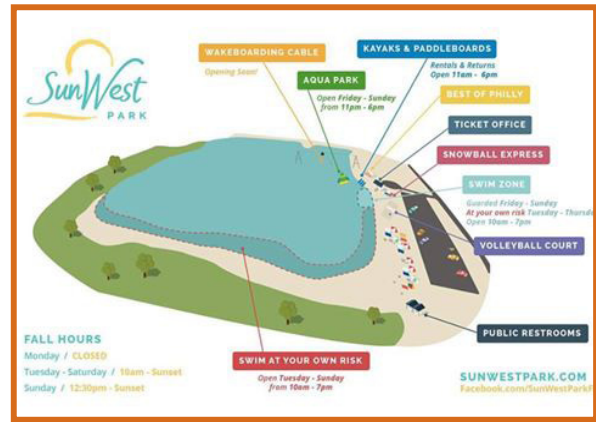 SunWest
PARK
WAKEBOARDING CABLE
Opening Soon!
AQUA PARK
Open Friday - Sunday
from 11pm - 6pm
KAYAKS & PADDLEBOARDS
Rentals & Returns
Open 11am - 6pm
BEST OF PHILLY
TICKET OFFICE
SNOWBALL EXPRESS
SWIM ZONE
Guarded Friday - Sunday
At your own risk Tuesday - Thursda
Open 10am - 7pm
VOLLEYBALL COURT
PUBLIC RESTROOMS
SWIM AT YOUR OWN RISK
Open Tuesday - Sunday
from 10am - 7pm
FALL HOURS
Monday / CLOSED
Tuesday - Saturday / 10am - Sunset
Sunday / 12:30pm - Sunset
SUNWESTPARK.COM
Facebook.com/SunWestParkF